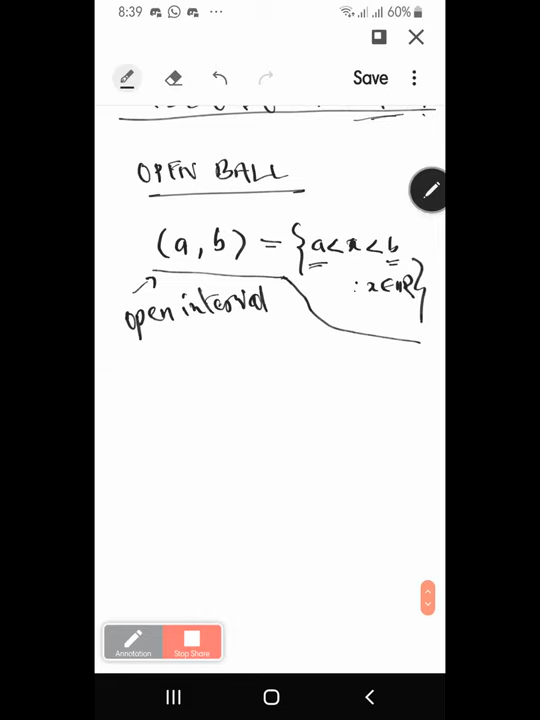 8:39 ... 60%
Save
OPEN BALL
(a, b) = {a<x<b
: x∈ℝ}
open interval
Annotation Stop Share